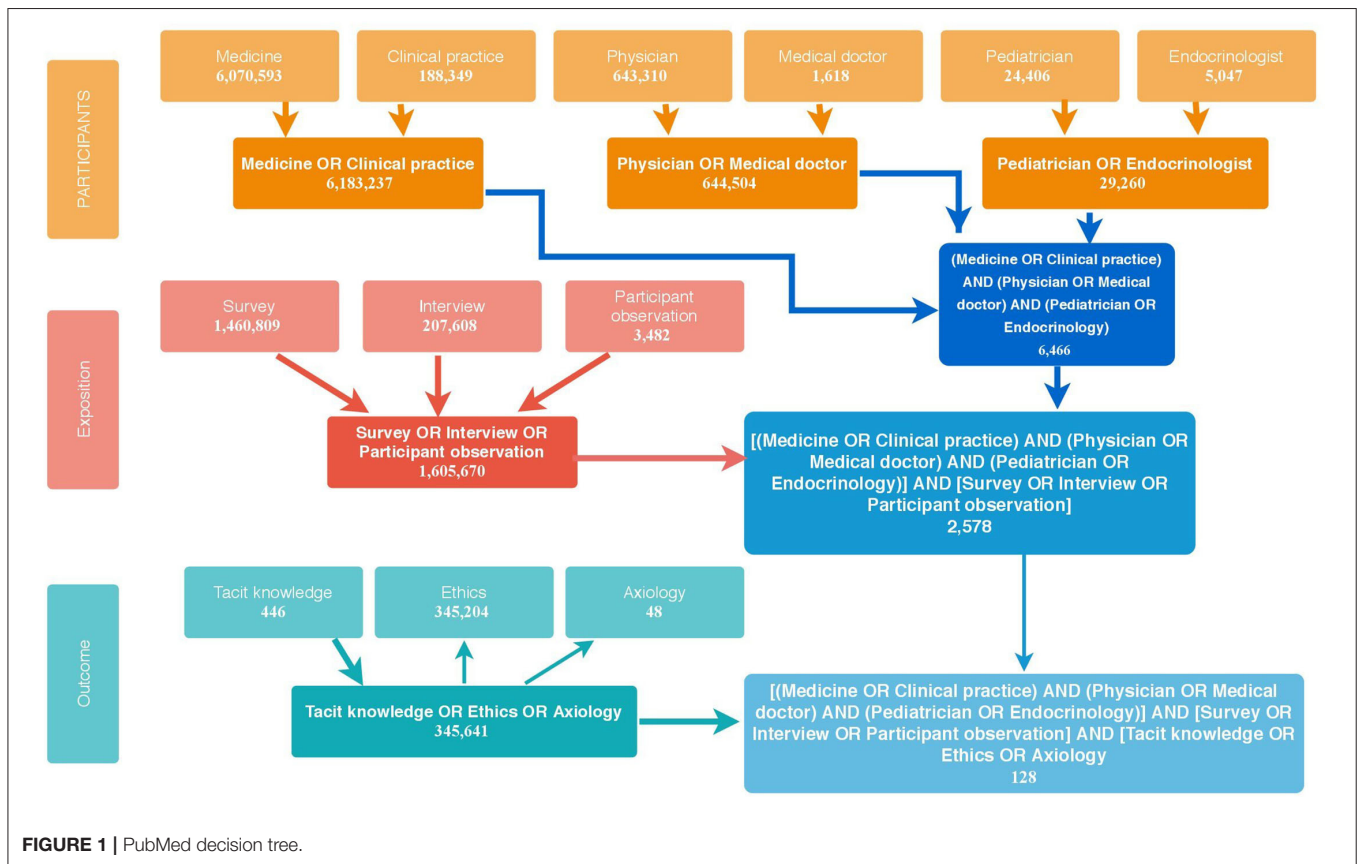 PARTICIPANTS
Medicine
6,070,593
Clinical practice
188,349
Physician
643,310
Medical doctor
1,618
Pediatrician
24,406
Endocrinologist
5,047
Medicine OR Clinical practice
6,183,237
Physician OR Medical doctor
644,504
Pediatrician OR Endocrinologist
29,260
(Medicine OR Clinical practice)
AND (Physician OR Medical
doctor) AND (Pediatrician OR
Endocrinology)
6,466
Exposition
Survey
1,460,809
Interview
207,608
Participant
observation
3,482
Survey OR Interview OR
Participant observation
1,605,670
[(Medicine OR Clinical practice) AND (Physician OR
Medical doctor) AND (Pediatrician OR
Endocrinology)] AND [Survey OR Interview OR
Participant observation]
2,578
Outcome
Tacit knowledge
446
Ethics
345,204
Axiology
48
Tacit knowledge OR Ethics OR Axiology
345,641
[(Medicine OR Clinical practice) AND (Physician OR Medical
doctor) AND (Pediatrician OR Endocrinology)] AND [Survey OR
Interview OR Participant observation] AND [Tacit knowledge OR
Ethics OR Axiology
128
FIGURE 1 | PubMed decision tree.